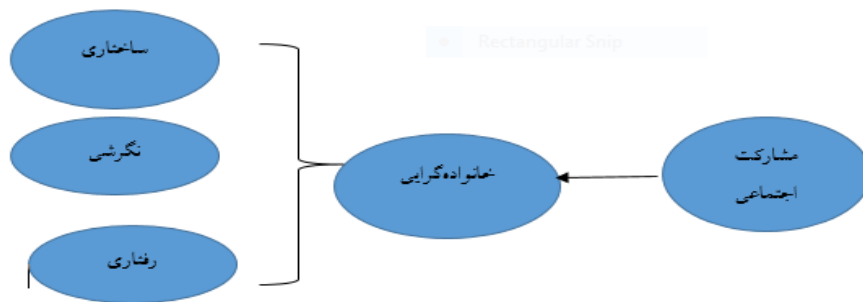 ساختاری
نگرشی
رفتاری
خانواده‌گرایی
مشارکت
اجتماعی
Rectangular Snip